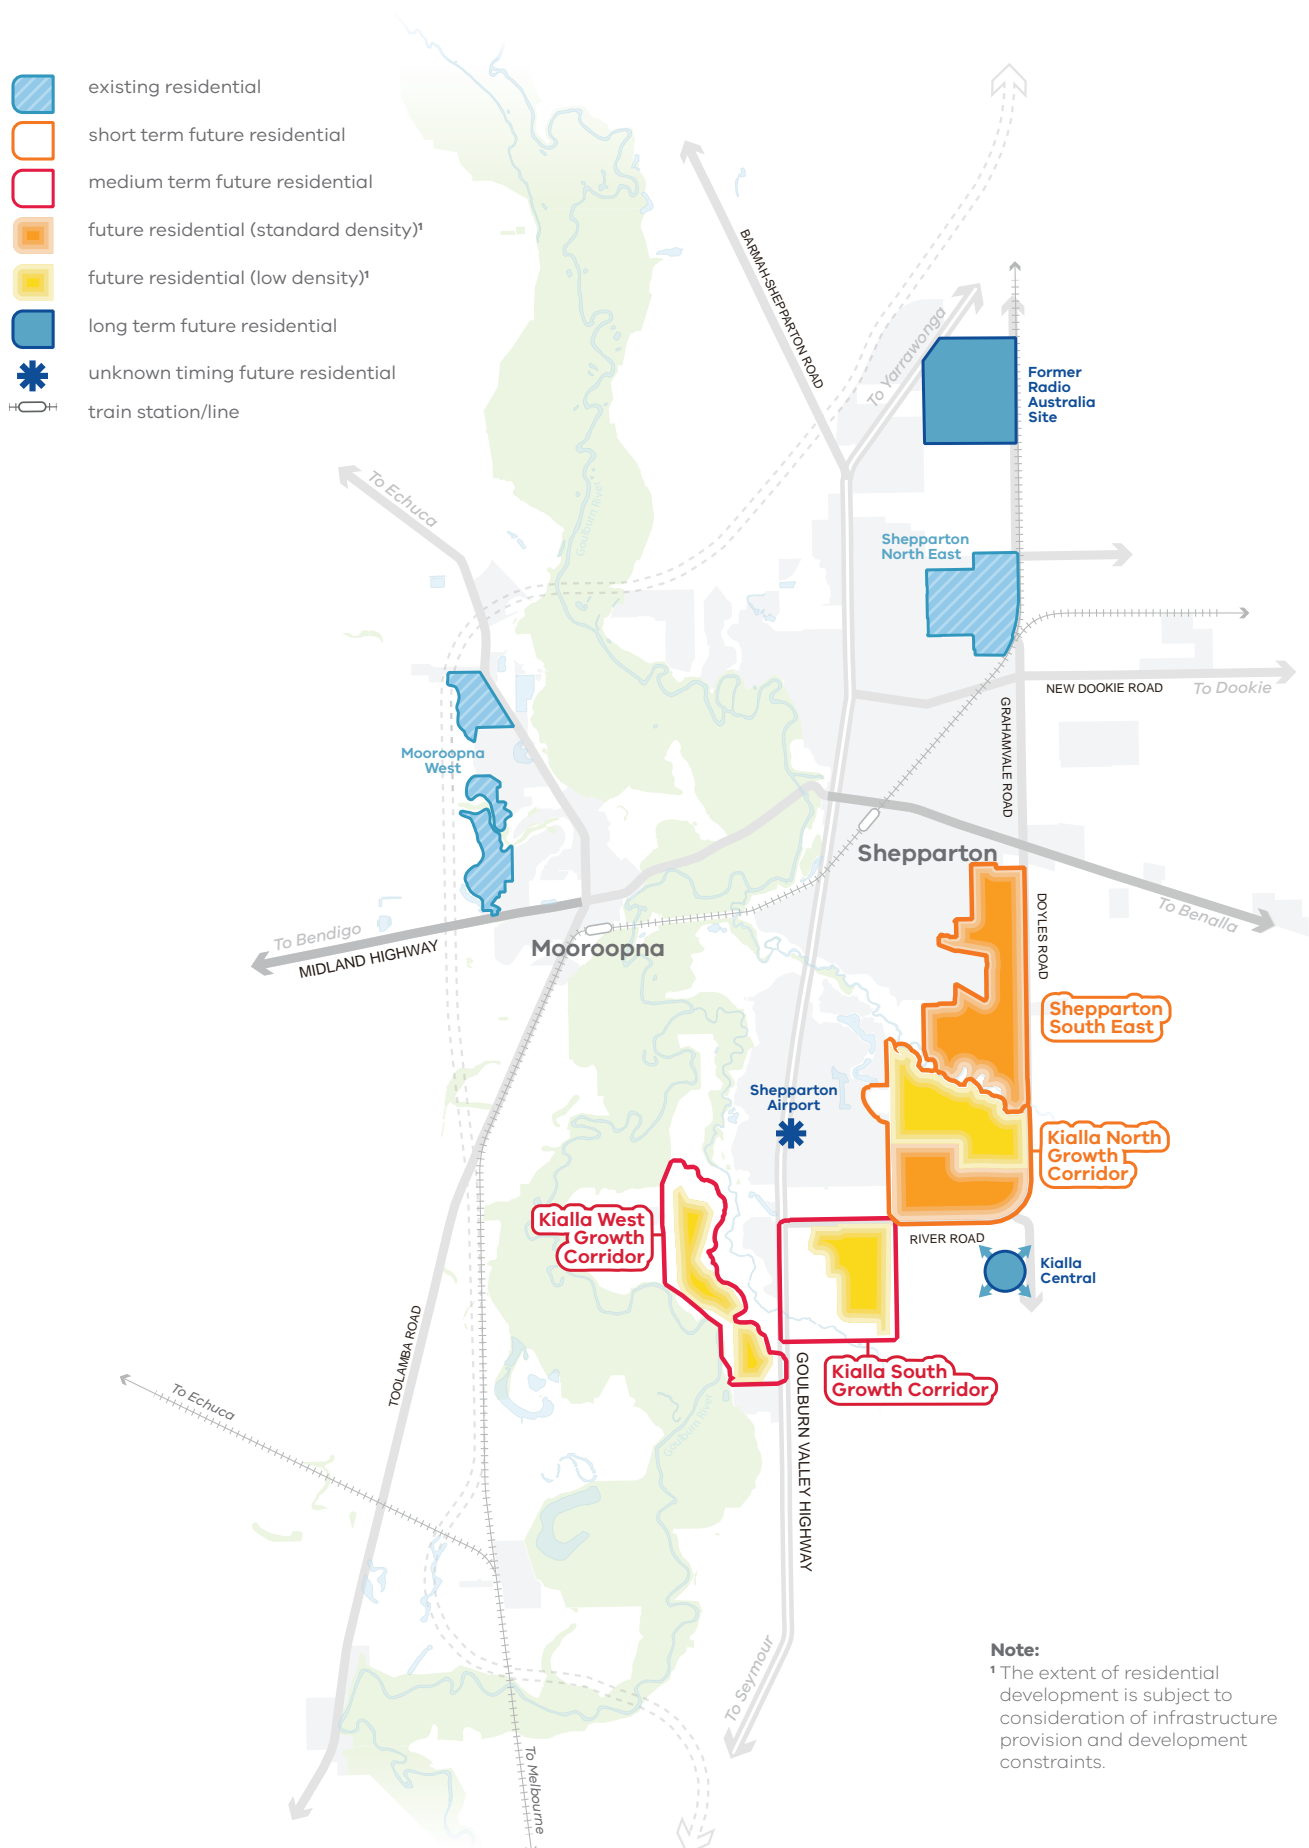 existing residential
short term future residential
medium term future residential
future residential (standard density)¹
future residential (low density)¹
long term future residential
unknown timing future residential
train station/line
BARMAH-SHEPPARTON ROAD
To Yarrawonga
Former
Radio
Australia
Site
To Echuca
Goulburn River
Shepparton
North East
NEW DOOKIE ROAD
To Dookie
GRAHAMVALE ROAD
Mooroopna
West
Shepparton
To Benalla
DOYLES ROAD
To Bendigo
MIDLAND HIGHWAY
Mooroopna
Shepparton
South East
Shepparton
Airport
Kialla North
Growth
Corridor
Kialla West
Growth
Corridor
RIVER ROAD
Kialla
Central
TOOLAMBA ROAD
Kialla South
Growth Corridor
GOULBURN VALLEY HIGHWAY
To Echuca
Goulburn River
To Seymour
To Melbourne
Note:
¹ The extent of residential
development is subject to
consideration of infrastructure
provision and development
constraints.